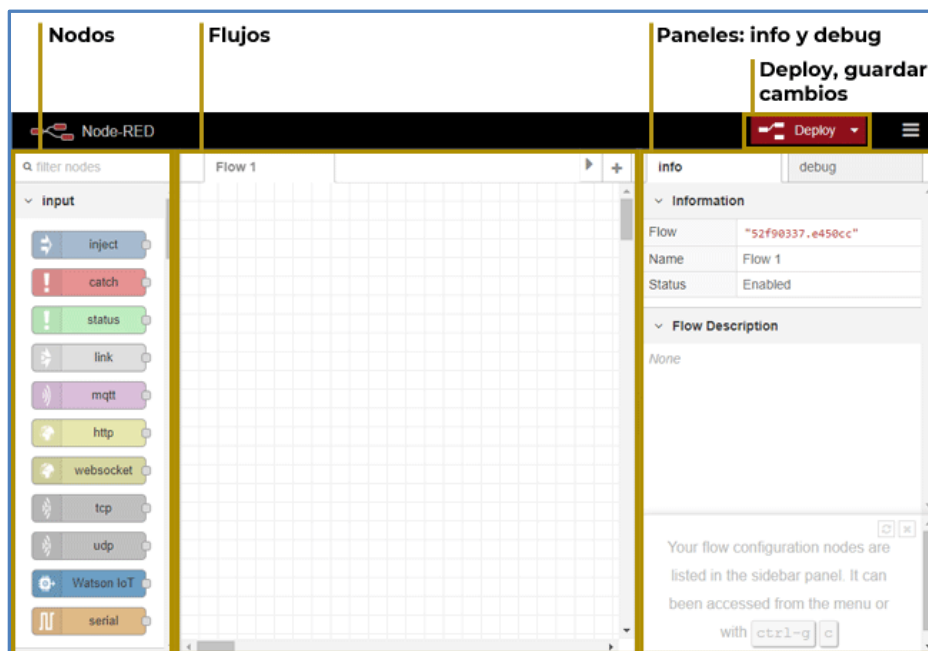 Nodos
Flujos
Paneles: info y debug
Deploy, guardar
cambios
Node-RED
Deploy
filter nodes
input
inject
catch
status
link
mqtt
http
websocket
tcp
udp
Watson IoT
serial
Flow 1
+
info
debug
Information
Flow "52f90337.e450cc"
Name Flow 1
Status Enabled
Flow Description
None
Your flow configuration nodes are
listed in the sidebar panel. It can
been accessed from the menu or
with ctrl-g c